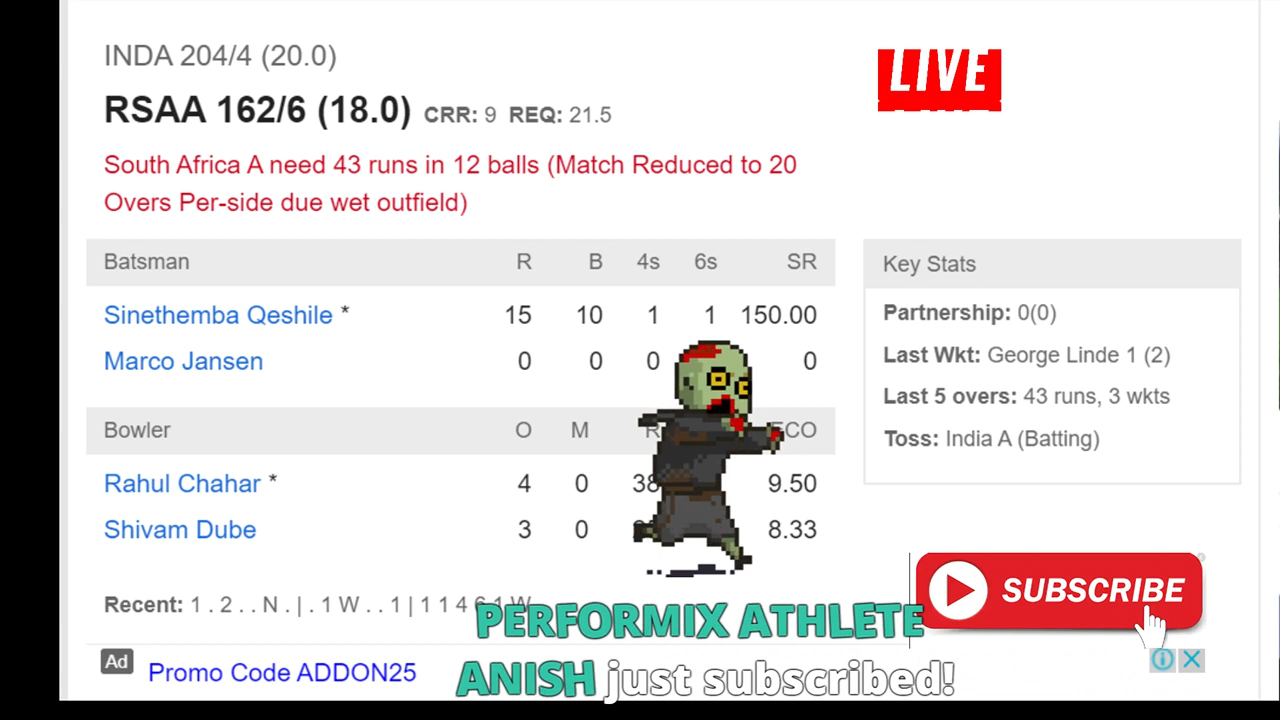 INDA 204/4 (20.0)
LIVE
RSAA 162/6 (18.0) CRR: 9 REQ: 21.5
South Africa A need 43 runs in 12 balls (Match Reduced to 20
Overs Per-side due wet outfield)
Batsman R B 4s 6s SR
Sinethemba Qeshile * 15 10 1 1 150.00
Marco Jansen 0 0 0 0
Key Stats
Partnership: 0(0)
Last Wkt: George Linde 1 (2)
Last 5 overs: 43 runs, 3 wkts
Toss: India A (Batting)
Bowler O M R ECO
Rahul Chahar * 4 0 38 9.50
Shivam Dube 3 0 8.33
SUBSCRIBE
Recent: 1 . 2 . . N . | . 1 W . . 1 | 1 1 4 6 1 W
PERFORMIX ATHLETE
ANISH just subscribed!
Ad Promo Code ADDON25